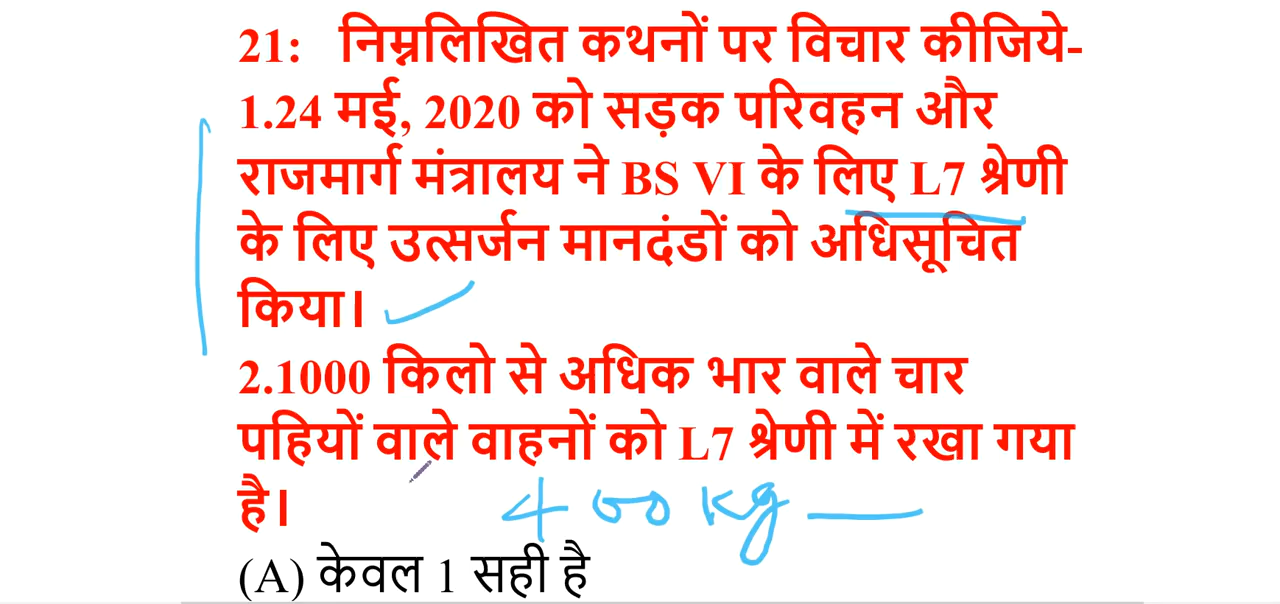 21: निम्नलिखित कथनों पर विचार कीजिये-
1.24 मई, 2020 को सड़क परिवहन और
राजमार्ग मंत्रालय ने BS VI के लिए L7 श्रेणी
के लिए उत्सर्जन मानदंडों को अधिसूचित
किया।
2.1000 किलो से अधिक भार वाले चार
पहियों वाले वाहनों को L7 श्रेणी में रखा गया
है।
400 kg —
(A) केवल 1 सही है